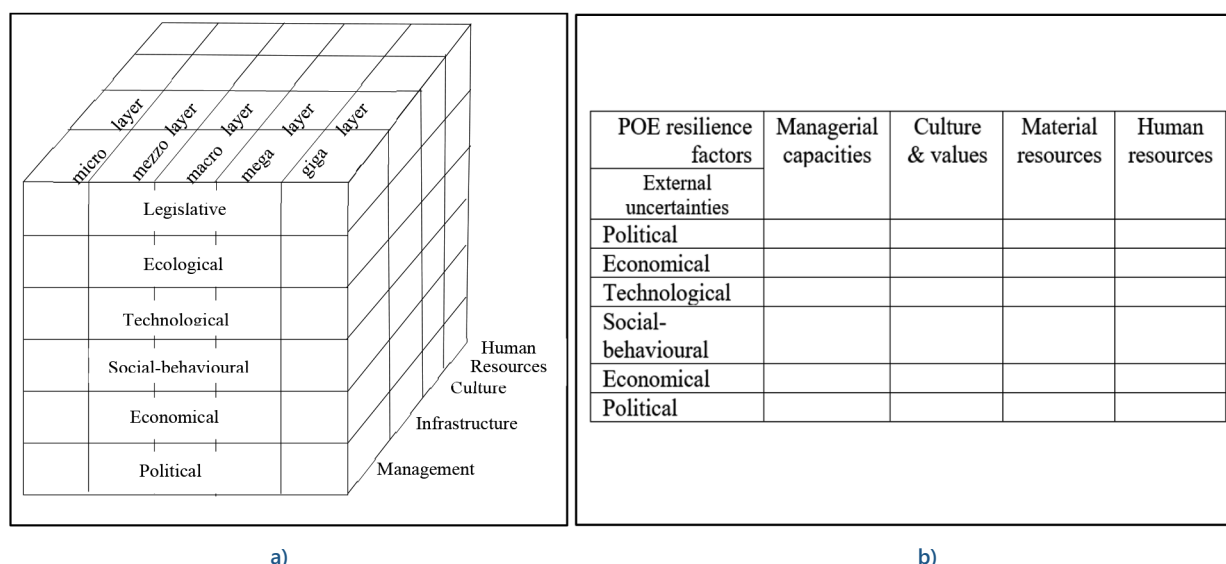 micro layer
mezzo layer
macro layer
mega layer
giga layer
Legislative
Ecological
Technological
Social-behavioural
Economical
Political
Human
Resources
Culture
Infrastructure
Management
a)
POE resilience
factors
External
uncertainties
Managerial
capacities
Culture
& values
Material
resources
Human
resources
Political
Economical
Technological
Social-
behavioural
Economical
Political
b)